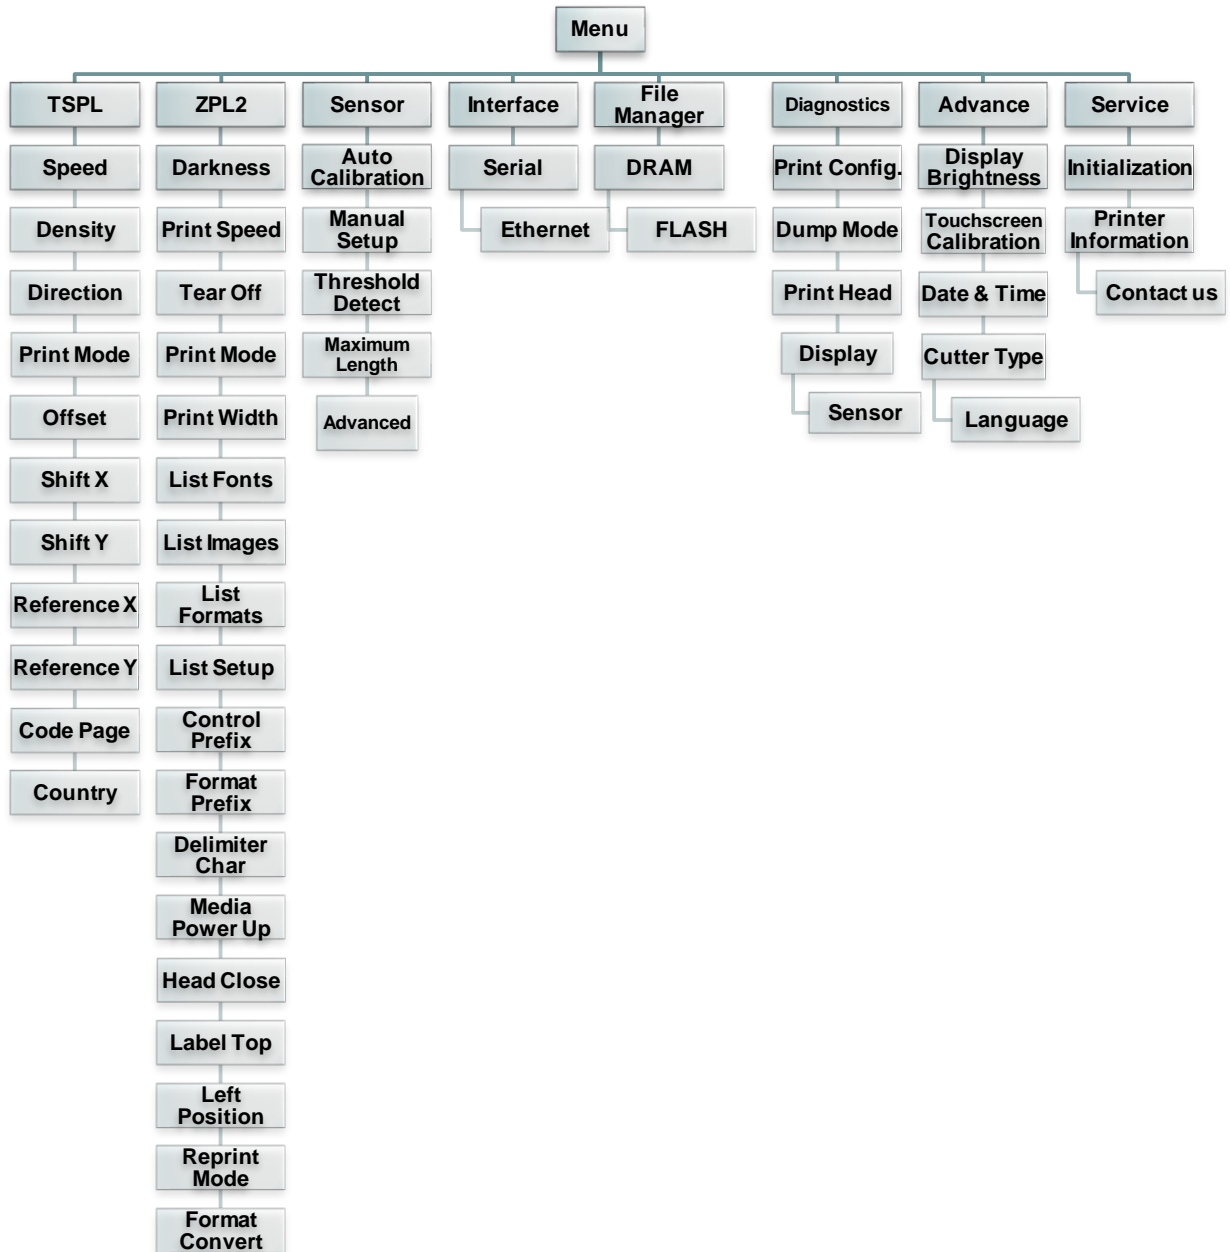 Menu
TSPL
Speed
Density
Direction
Print Mode
Offset
Shift X
Shift Y
Reference X
Reference Y
Code Page
Country
ZPL2
Darkness
Print Speed
Tear Off
Print Mode
Print Width
List Fonts
List Images
List
Formats
List Setup
Control
Prefix
Format
Prefix
Delimiter
Char
Media
Power Up
Head Close
Label Top
Left
Position
Reprint
Mode
Format
Convert
Sensor
Auto
Calibration
Manual
Setup
Threshold
Detect
Maximum
Length
Advanced
Interface
Serial
Ethernet
File
Manager
DRAM
FLASH
Diagnostics
Print Config.
Dump Mode
Print Head
Display
Sensor
Advance
Display
Brightness
Touchscreen
Calibration
Date & Time
Cutter Type
Language
Service
Initialization
Printer
Information
Contact us